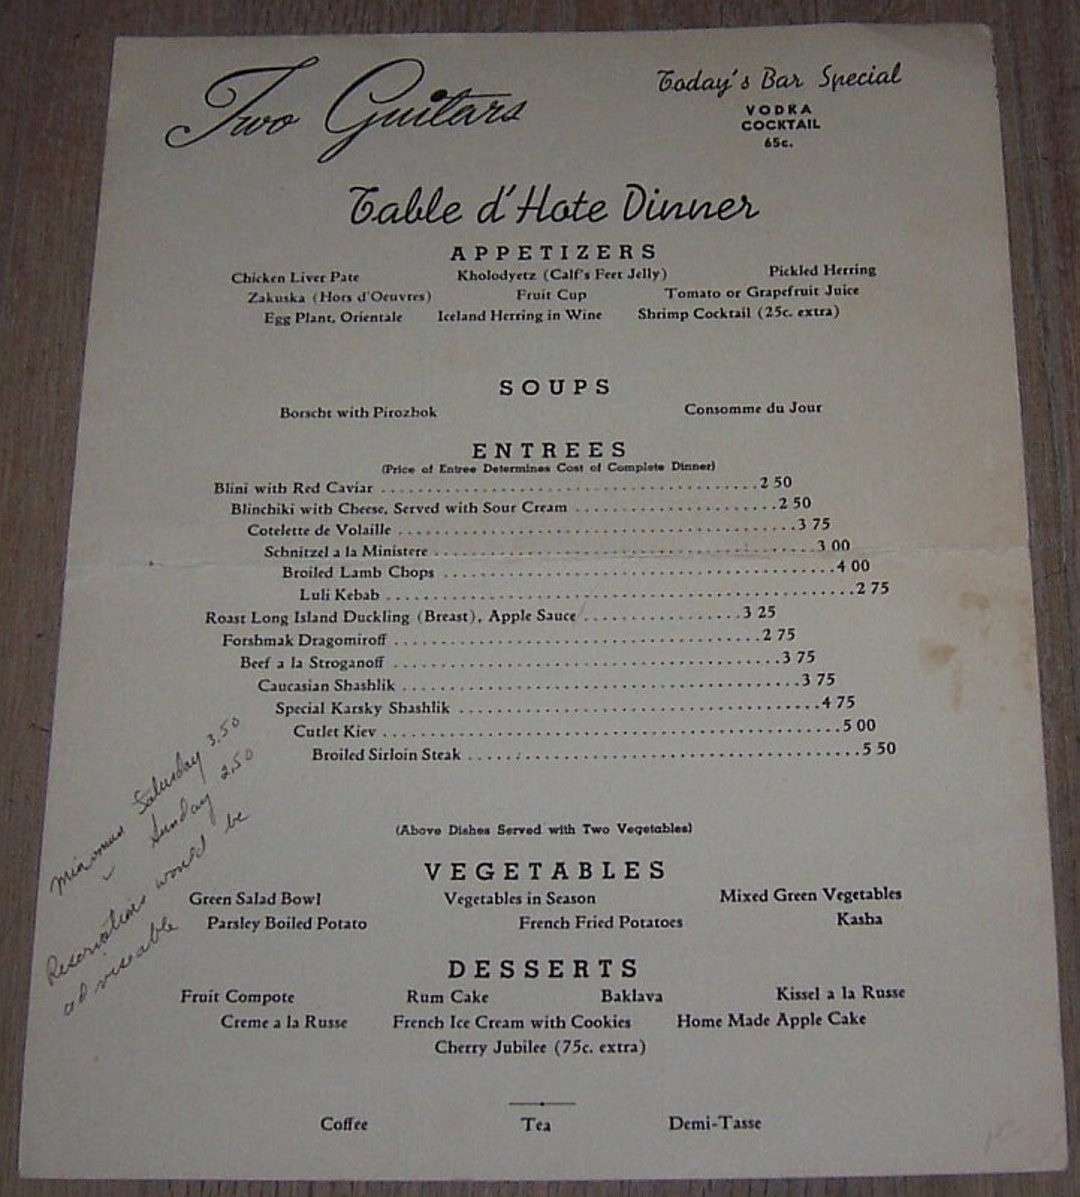 Two Guitars
Today's Bar Special
VODKA
COCKTAIL
65c.
Table d'Hote Dinner
APPETIZERS
Chicken Liver Pate Kholodyetz (Calf's Feet Jelly) Pickled Herring
Zakuska (Hors d'Oeuvres) Fruit Cup Tomato or Grapefruit Juice
Egg Plant, Orientale Iceland Herring in Wine Shrimp Cocktail (25c. extra)
SOUPS
Borscht with Pirozhok Consomme du Jour
ENTREES
(Price of Entree Determines Cost of Complete Dinner)
Blini with Red Caviar 2 50
Blinchiki with Cheese, Served with Sour Cream 2 50
Cotelette de Volaille 3 75
Schnitzel a la Ministere 3 00
Broiled Lamb Chops 4 00
Luli Kebab 2 75
Roast Long Island Duckling (Breast), Apple Sauce 3 25
Forshmak Dragomiroff 2 75
Beef a la Stroganoff 3 75
Caucasian Shashlik 3 75
Special Karsky Shashlik 4 75
Cutlet Kiev 5 00
Broiled Sirloin Steak 5 50
Minimum Saturday 3.50
Sunday 2.50
Reservations would be
adviseable
(Above Dishes Served with Two Vegetables)
VEGETABLES
Green Salad Bowl Vegetables in Season Mixed Green Vegetables
Parsley Boiled Potato French Fried Potatoes Kasha
DESSERTS
Fruit Compote Rum Cake Baklava Kissel a la Russe
Creme a la Russe French Ice Cream with Cookies Home Made Apple Cake
Cherry Jubilee (75c. extra)
Coffee Tea Demi-Tasse